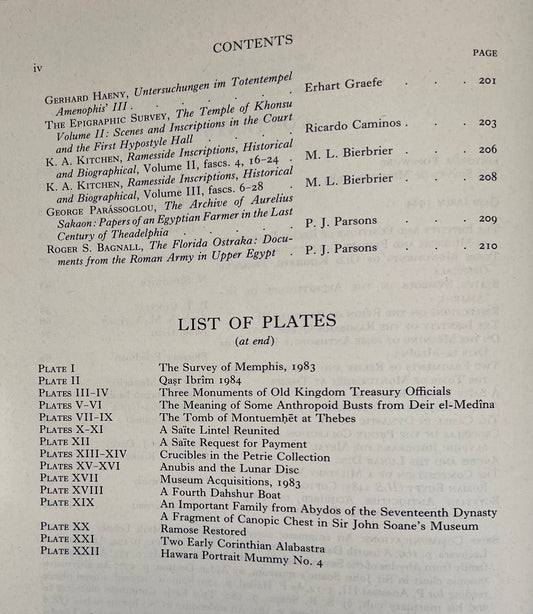 CONTENTS
iv
PAGE
GERHARD HAENY, Untersuchungen im Totentempel
Amenophis' III . . . . . . . Erhart Graefe . . . 201
THE EPIGRAPHIC SURVEY, The Temple of Khonsu
Volume II: Scenes and Inscriptions in the Court
and the First Hypostyle Hall . . . . Ricardo Caminos . . . 203
K. A. KITCHEN, Ramesside Inscriptions, Historical
and Biographical, Volume II, fascs. 4, 16-24 . M. L. Bierbrier . . . 206
K. A. KITCHEN, Ramesside Inscriptions, Historical
and Biographical, Volume III, fascs. 6-28 . M. L. Bierbrier . . . 208
GEORGE PARÁSSOGLOU, The Archive of Aurelius
Sakaon: Papers of an Egyptian Farmer in the Last
Century of Theadelphia . . . . . P. J. Parsons . . . 209
ROGER S. BAGNALL, The Florida Ostraka: Docu-
ments from the Roman Army in Upper Egypt . P. J. Parsons . . . 210
LIST OF PLATES
(at end)
PLATE I The Survey of Memphis, 1983
PLATE II Qaṣr Ibrîm 1984
PLATES III–IV Three Monuments of Old Kingdom Treasury Officials
PLATES V–VI The Meaning of Some Anthropoid Busts from Deir el-Medîna
PLATES VII–IX The Tomb of Montuemḥēt at Thebes
PLATES X–XI A Saïte Lintel Reunited
PLATE XII A Saïte Request for Payment
PLATES XIII–XIV Crucibles in the Petrie Collection
PLATES XV–XVI Anubis and the Lunar Disc
PLATE XVII Museum Acquisitions, 1983
PLATE XVIII A Fourth Dahshur Boat
PLATE XIX An Important Family from Abydos of the Seventeenth Dynasty
A Fragment of Canopic Chest in Sir John Soane's Museum
PLATE XX Ramose Restored
PLATE XXI Two Early Corinthian Alabastra
PLATE XXII Hawara Portrait Mummy No. 4